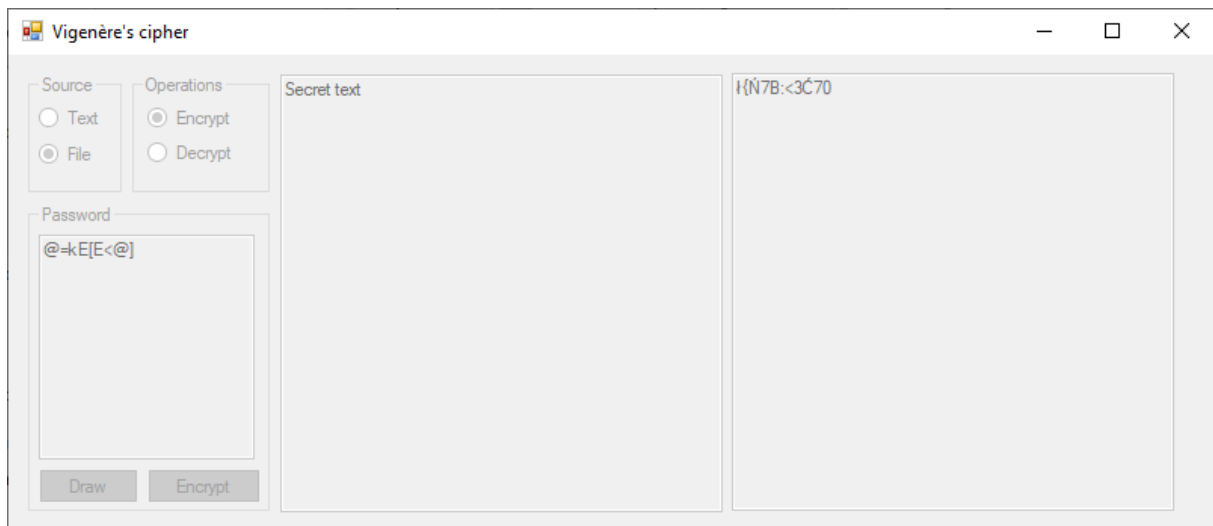 Vigenère's cipher
Source
Text
File
Operations
Encrypt
Decrypt
Password
@=kE[E<@]
Draw
Encrypt
Secret text
ł{Ń7B:<3Ć70